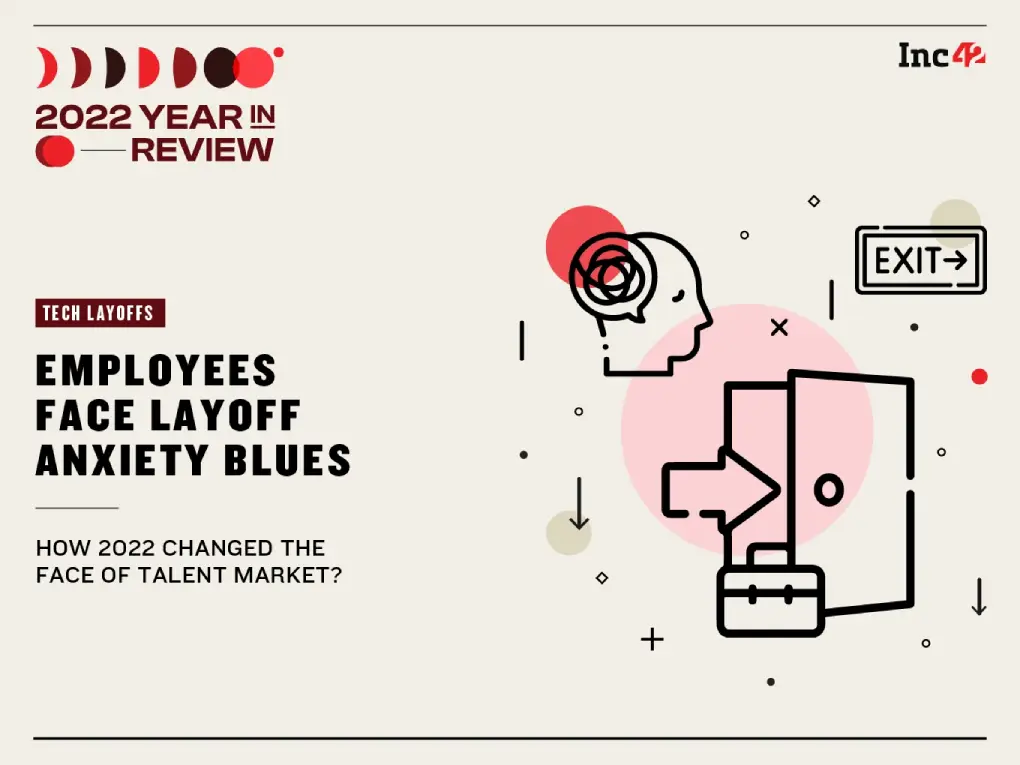 2022 YEAR IN
REVIEW
Inc42
EXIT→
TECH LAYOFFS
EMPLOYEES
FACE LAYOFF
ANXIETY BLUES
HOW 2022 CHANGED THE
FACE OF TALENT MARKET?